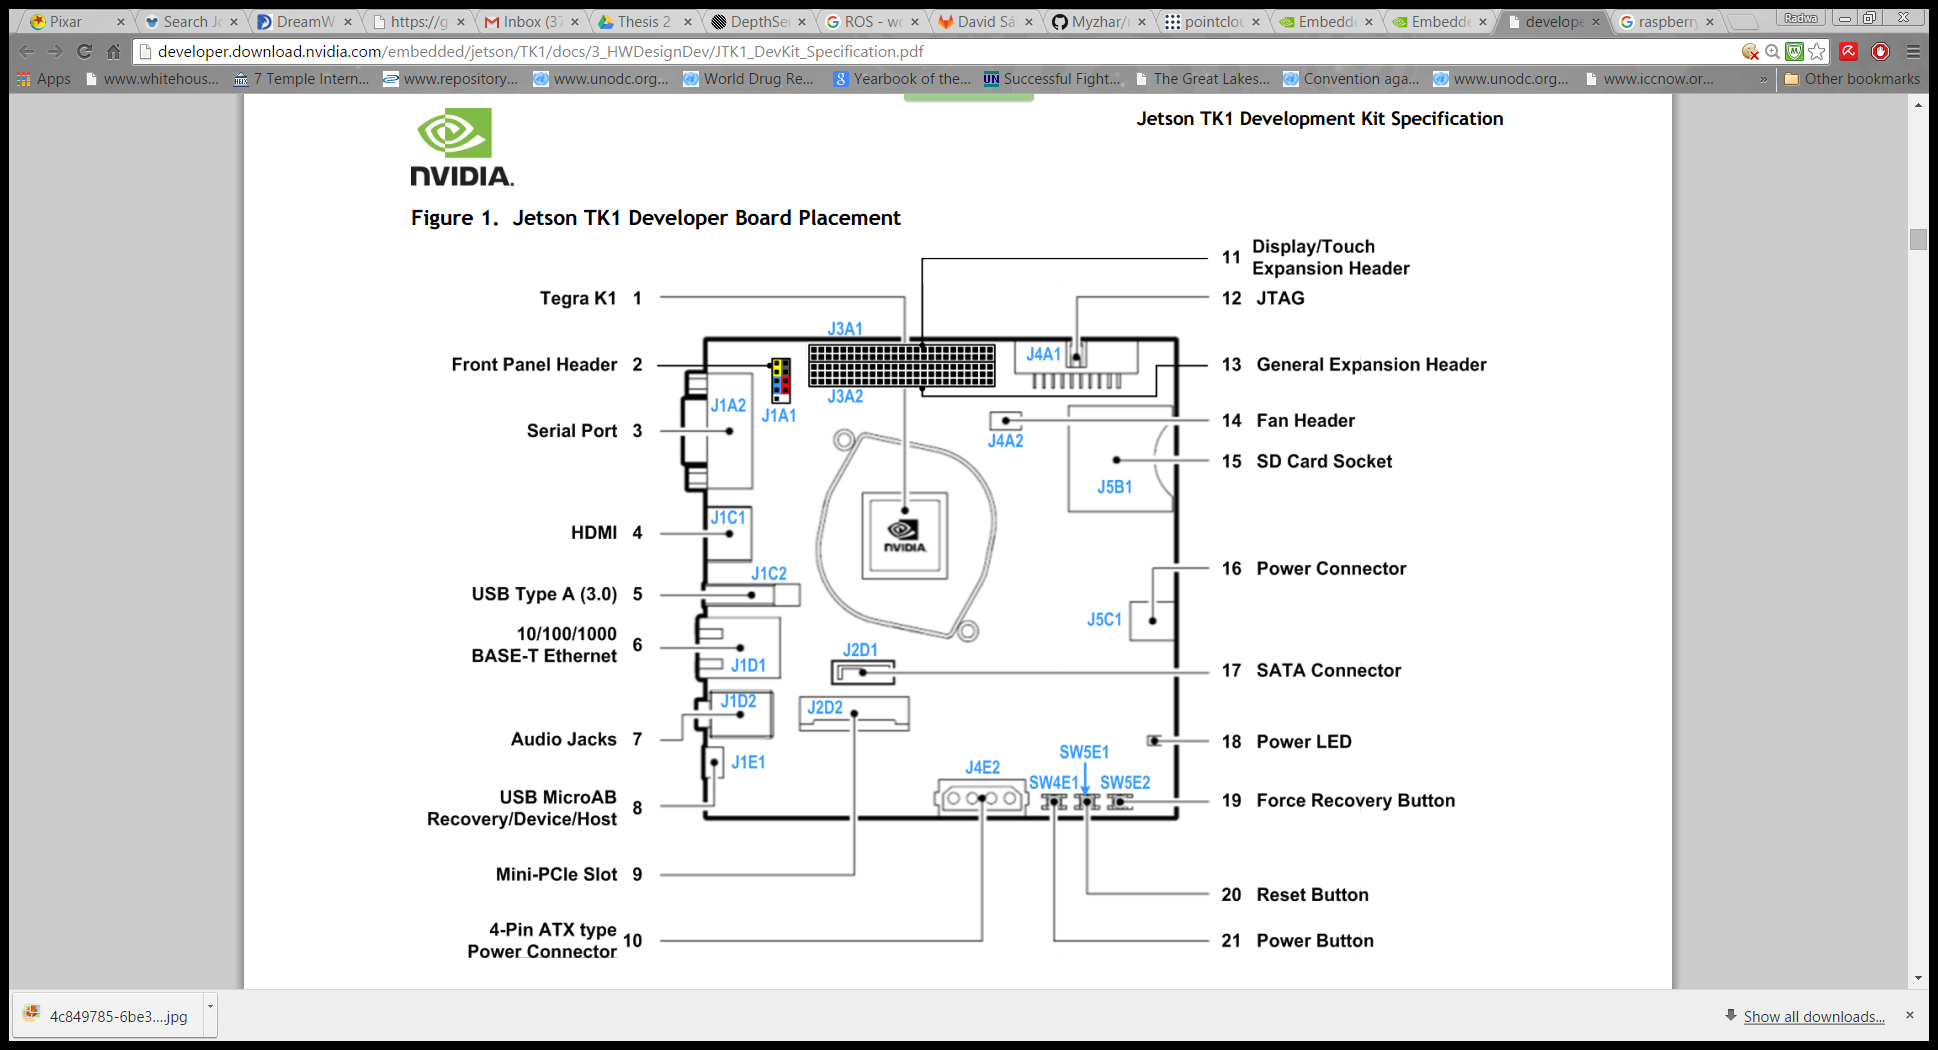 Pixar
Search Jo
DreamW
https://g
Inbox (37
Thesis 2
DepthSe
ROS - wo
David Sá
Myzhar/
pointclou
Embedde
Embedde
develope
raspberry
Radwa
developer.download.nvidia.com/embedded/jetson/TK1/docs/3_HWDesignDev/JTK1_DevKit_Specification.pdf
Apps
www.whitehous...
7 Temple Intern...
www.repository...
www.unodc.org...
World Drug Re...
Yearbook of the...
UN Successful Fight...
The Great Lakes...
Convention aga...
www.unodc.org...
www.iccnow.or...
»
Other bookmarks
NVIDIA.
Jetson TK1 Development Kit Specification
Figure 1. Jetson TK1 Developer Board Placement
Tegra K1 1
Front Panel Header 2
Serial Port 3
HDMI 4
USB Type A (3.0) 5
10/100/1000
BASE-T Ethernet 6
Audio Jacks 7
USB MicroAB
Recovery/Device/Host 8
Mini-PCIe Slot 9
4-Pin ATX type
Power Connector 10
J3A1
J3A2
J1A1
J1A2
J4A1
J4A2
J5B1
J1C1
J1C2
NVIDIA.
J5C1
J1D1
J2D1
J1D2
J2D2
J1E1
J4E2
SW5E1
SW4E1
SW5E2
11 Display/Touch
Expansion Header
12 JTAG
13 General Expansion Header
14 Fan Header
15 SD Card Socket
16 Power Connector
17 SATA Connector
18 Power LED
19 Force Recovery Button
20 Reset Button
21 Power Button
4c849785-6be3....jpg
Show all downloads...